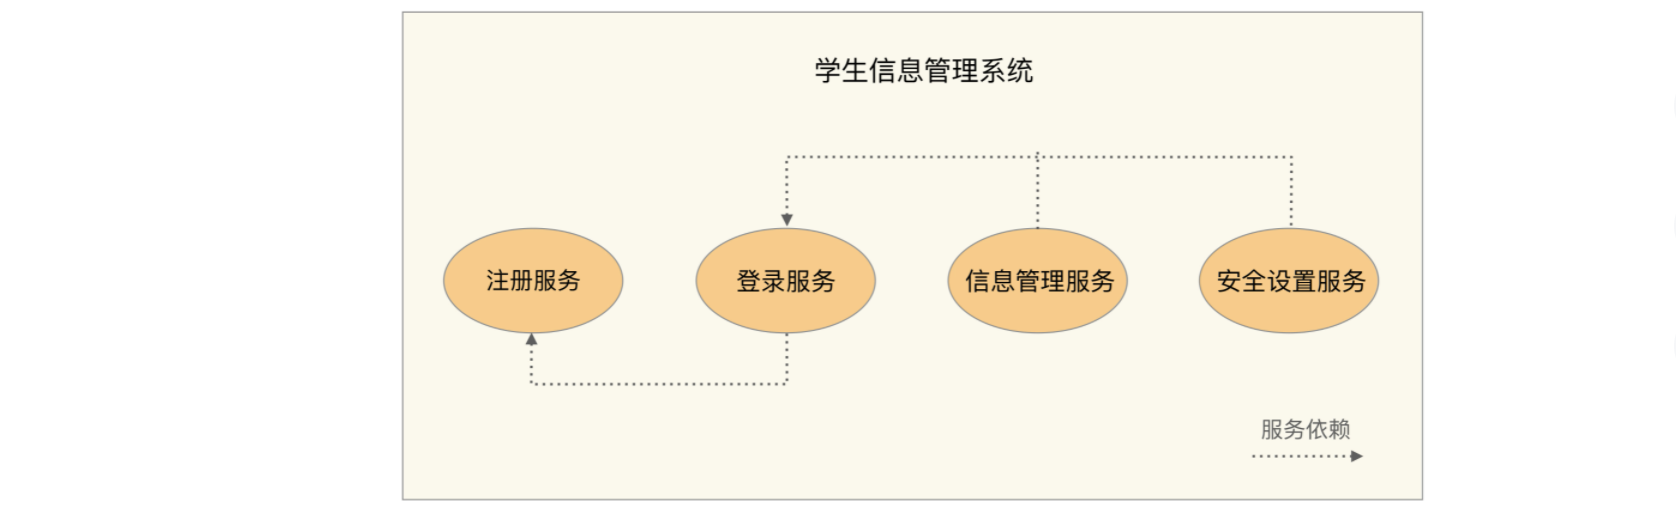 学生信息管理系统
注册服务
登录服务
信息管理服务
安全设置服务
服务依赖